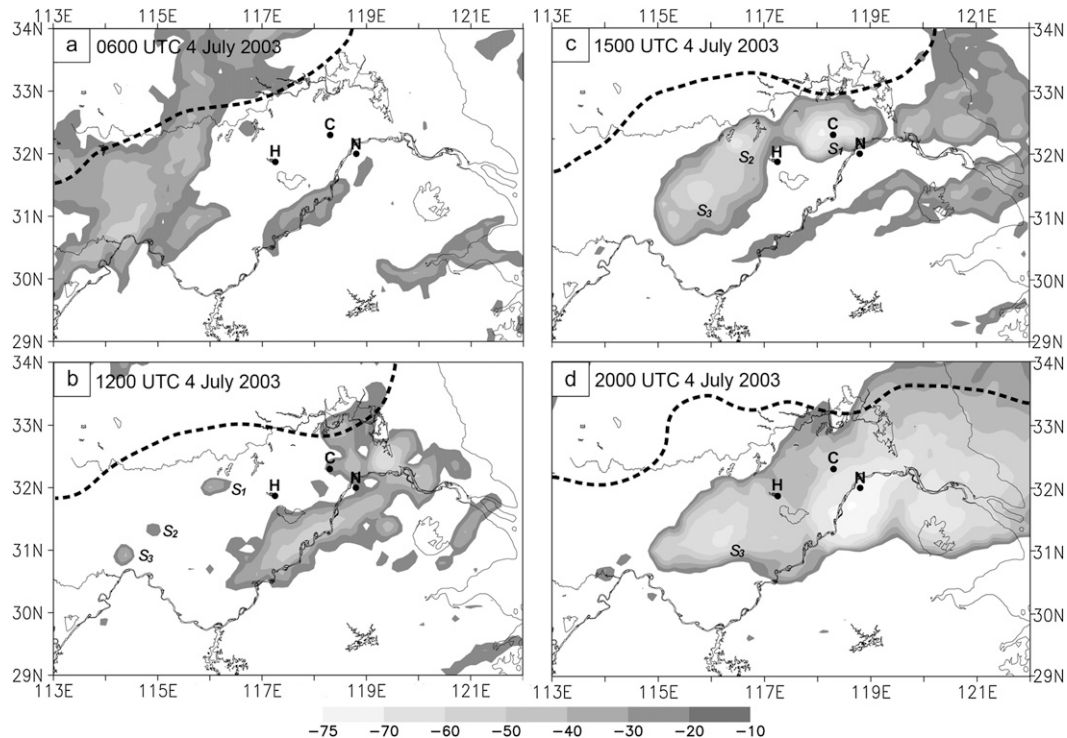 113E 115E 117E 119E 121E 113E 115E 117E 119E 121E
34N a 0600 UTC 4 July 2003 c 1500 UTC 4 July 2003 34N
33N 33N
C C
32N H N S2 H S1 N 32N
31N S3 31N
30N 30N
29N 29N
34N b 1200 UTC 4 July 2003 d 2000 UTC 4 July 2003 34N
33N 33N
C C
32N S1 H N H N 32N
S2
31N S3 S3 31N
30N 30N
29N 29N
113E 115E 117E 119E 121E 113E 115E 117E 119E 121E
−75 −70 −60 −50 −40 −30 −20 −10